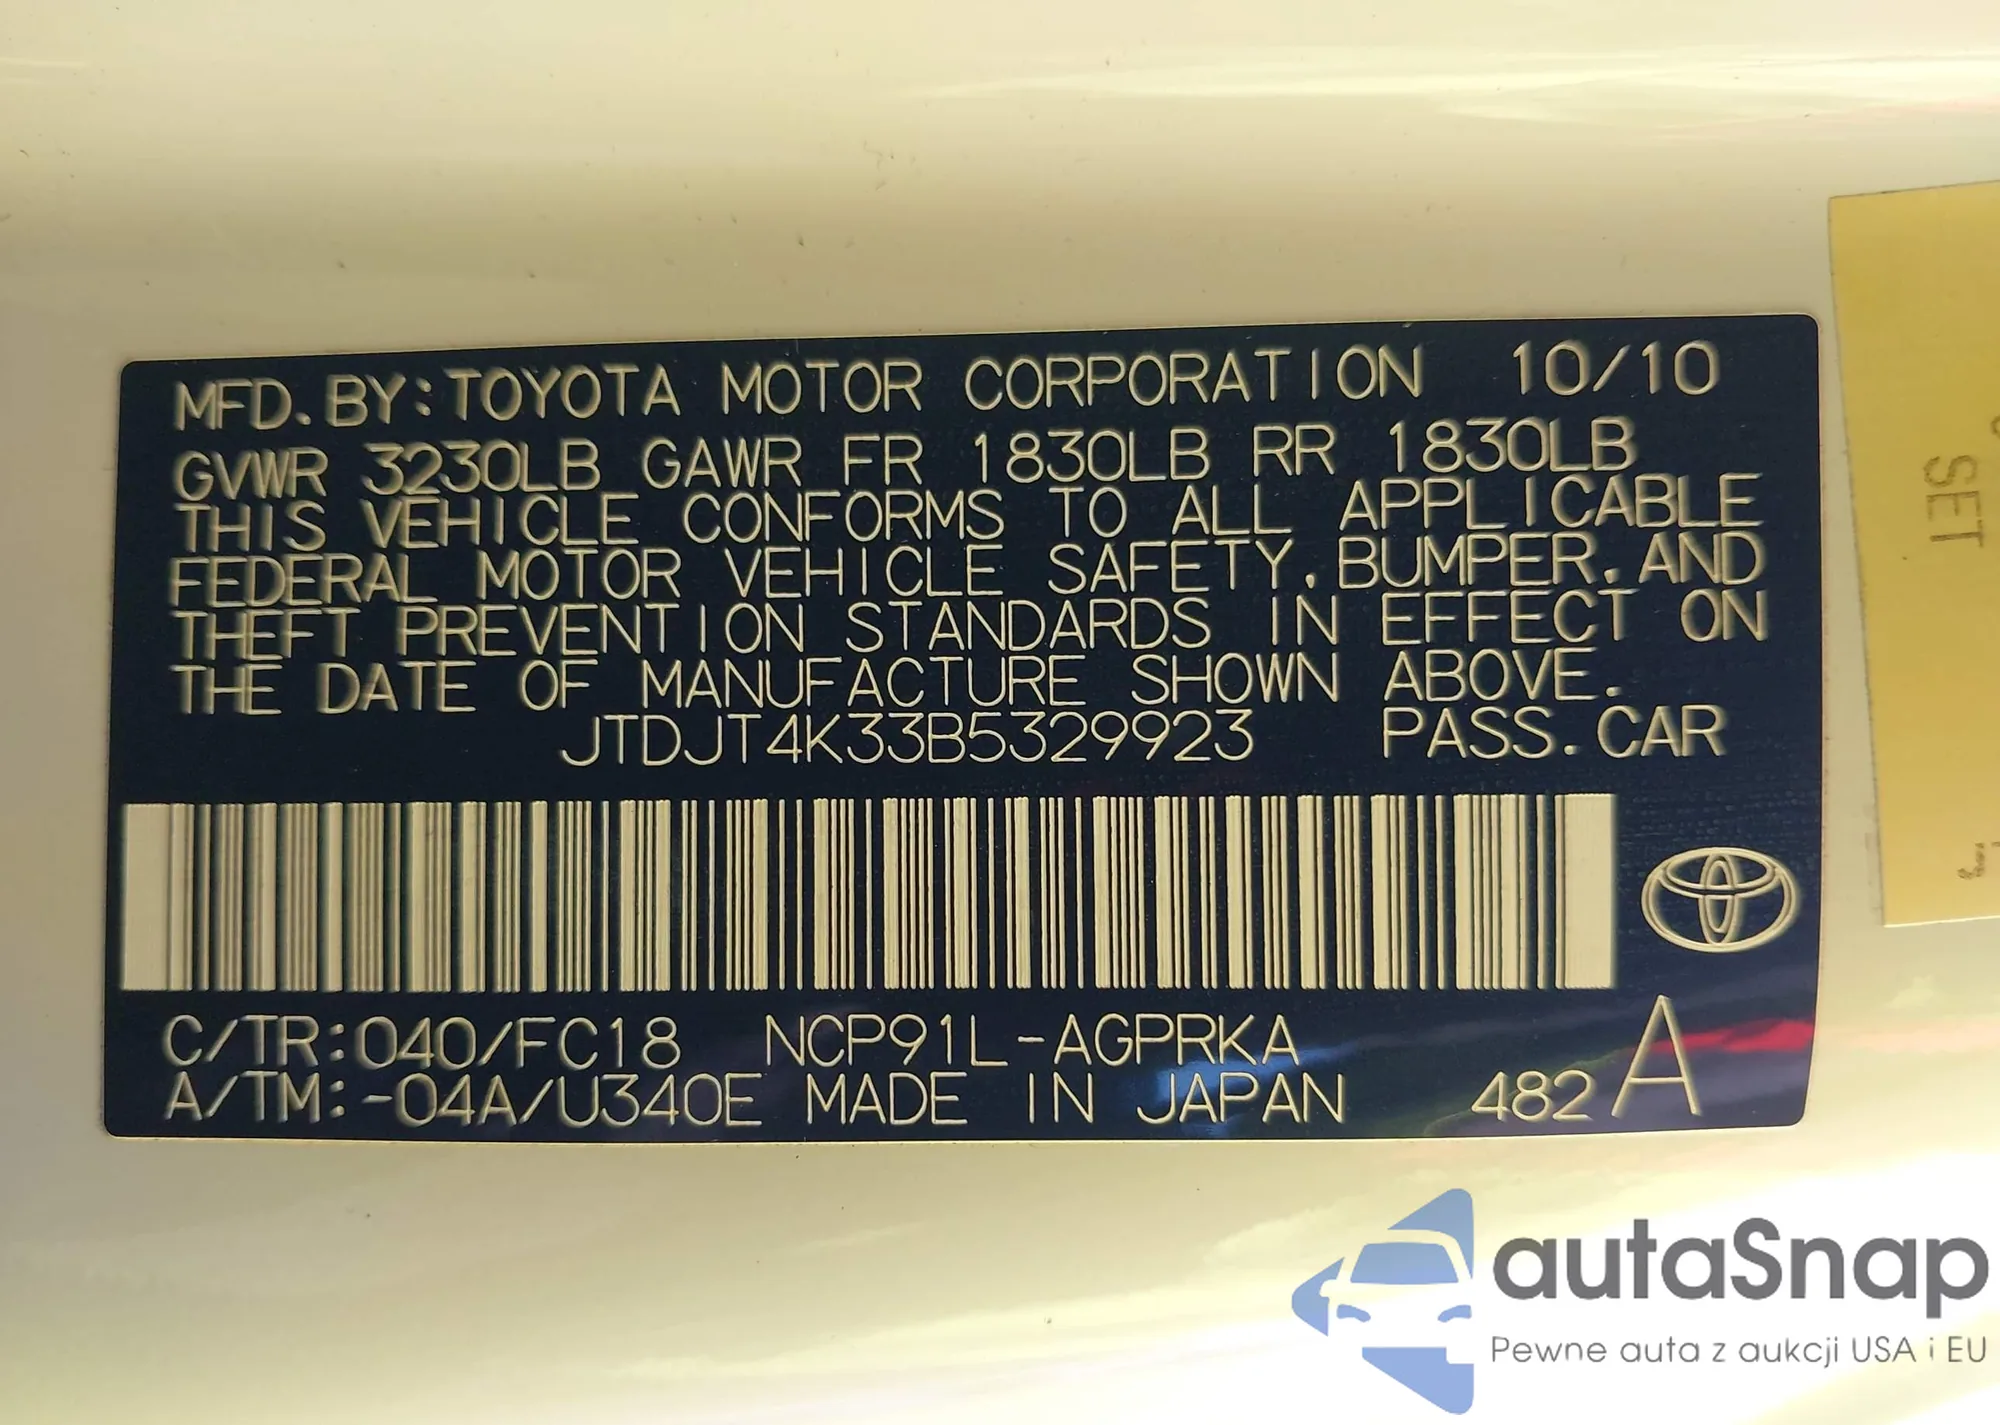 MFD. BY: TOYOTA MOTOR CORPORATION 10/10
GVWR 3230LB GAWR FR 1830LB RR 1830LB
THIS VEHICLE CONFORMS TO ALL APPLICABLE
FEDERAL MOTOR VEHICLE SAFETY, BUMPER, AND
THEFT PREVENTION STANDARDS IN EFFECT ON
THE DATE OF MANUFACTURE SHOWN ABOVE.
JTDJT4K33B5329923 PASS. CAR
C/TR:040/FC18 NCP91L-AGPRKA
A/TM:-04A/U340E MADE IN JAPAN 482 A
SET
autaSnap
Pewne auta z aukcji USA i EU